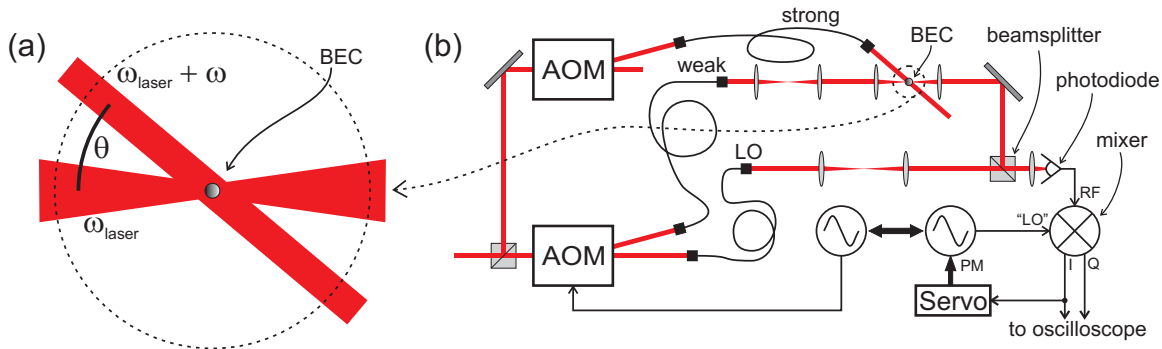 (a)
BEC
ω_laser + ω
θ
ω_laser
(b)
strong
BEC
beamsplitter
AOM
weak
photodiode
LO
mixer
RF
"LO"
AOM
I
Q
PM
Servo
to oscilloscope